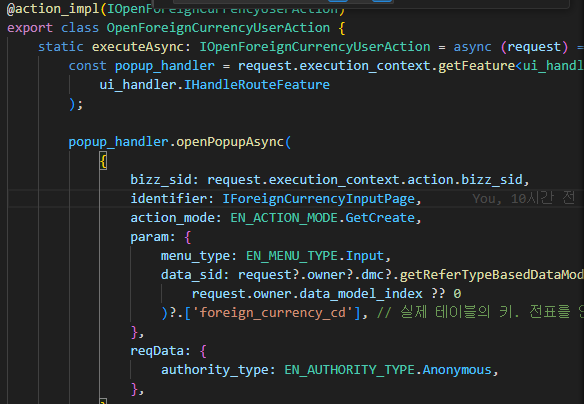 @action_impl(IOpenForeignCurrencyUserAction)
export class OpenForeignCurrencyUserAction {
static executeAsync: IOpenForeignCurrencyUserAction = async (request) =
const popup_handler = request.execution_context.getFeature<ui_handl
ui_handler.IHandleRouteFeature
);
popup_handler.openPopupAsync(
{
bizz_sid: request.execution_context.action.bizz_sid,
identifier: IForeignCurrencyInputPage, You, 10시간 전
action_mode: EN_ACTION_MODE.GetCreate,
param: {
menu_type: EN_MENU_TYPE.Input,
data_sid: request?.owner?.dmc?.getReferTypeBasedDataMod
request.owner.data_model_index ?? 0
)?.['foreign_currency_cd'], // 실제 테이블의 키. 전표를
},
reqData: {
authority_type: EN_AUTHORITY_TYPE.Anonymous,
},